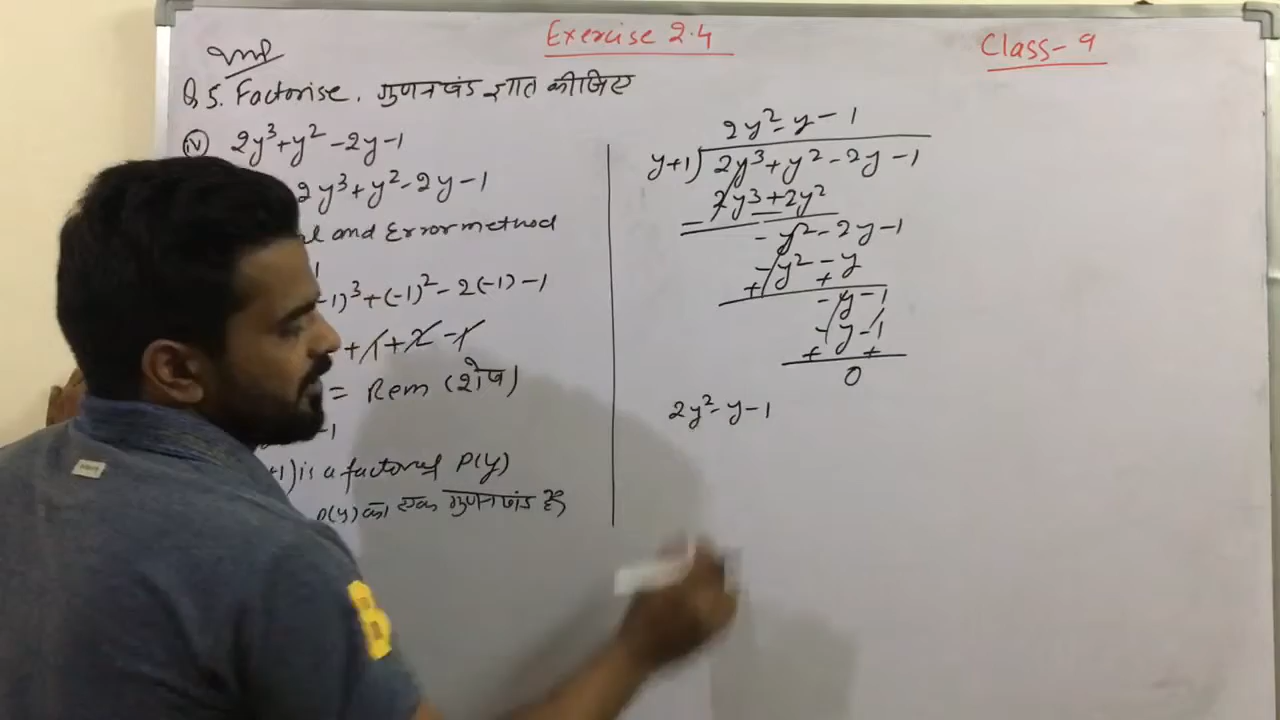 Exercise 2.4
Class- 9
Imp
Q 5. Factorise. गुणनखंड ज्ञात कीजिए
(iv) 2y³+y²-2y-1
2y³+y²-2y-1
and Error method
-1)³+(-1)²-2(-1)-1
+1+2-1
= Rem (शेष)
-1
+1) is a factor of P(y)
P(y) का एक गुणनखंड है
2y²-y-1
y+1) 2y³+y²-2y-1
2y³+2y²
- -
-y²-2y-1
-y²-y
+ +
-y-1
-y-1
+ +
0
2y²-y-1